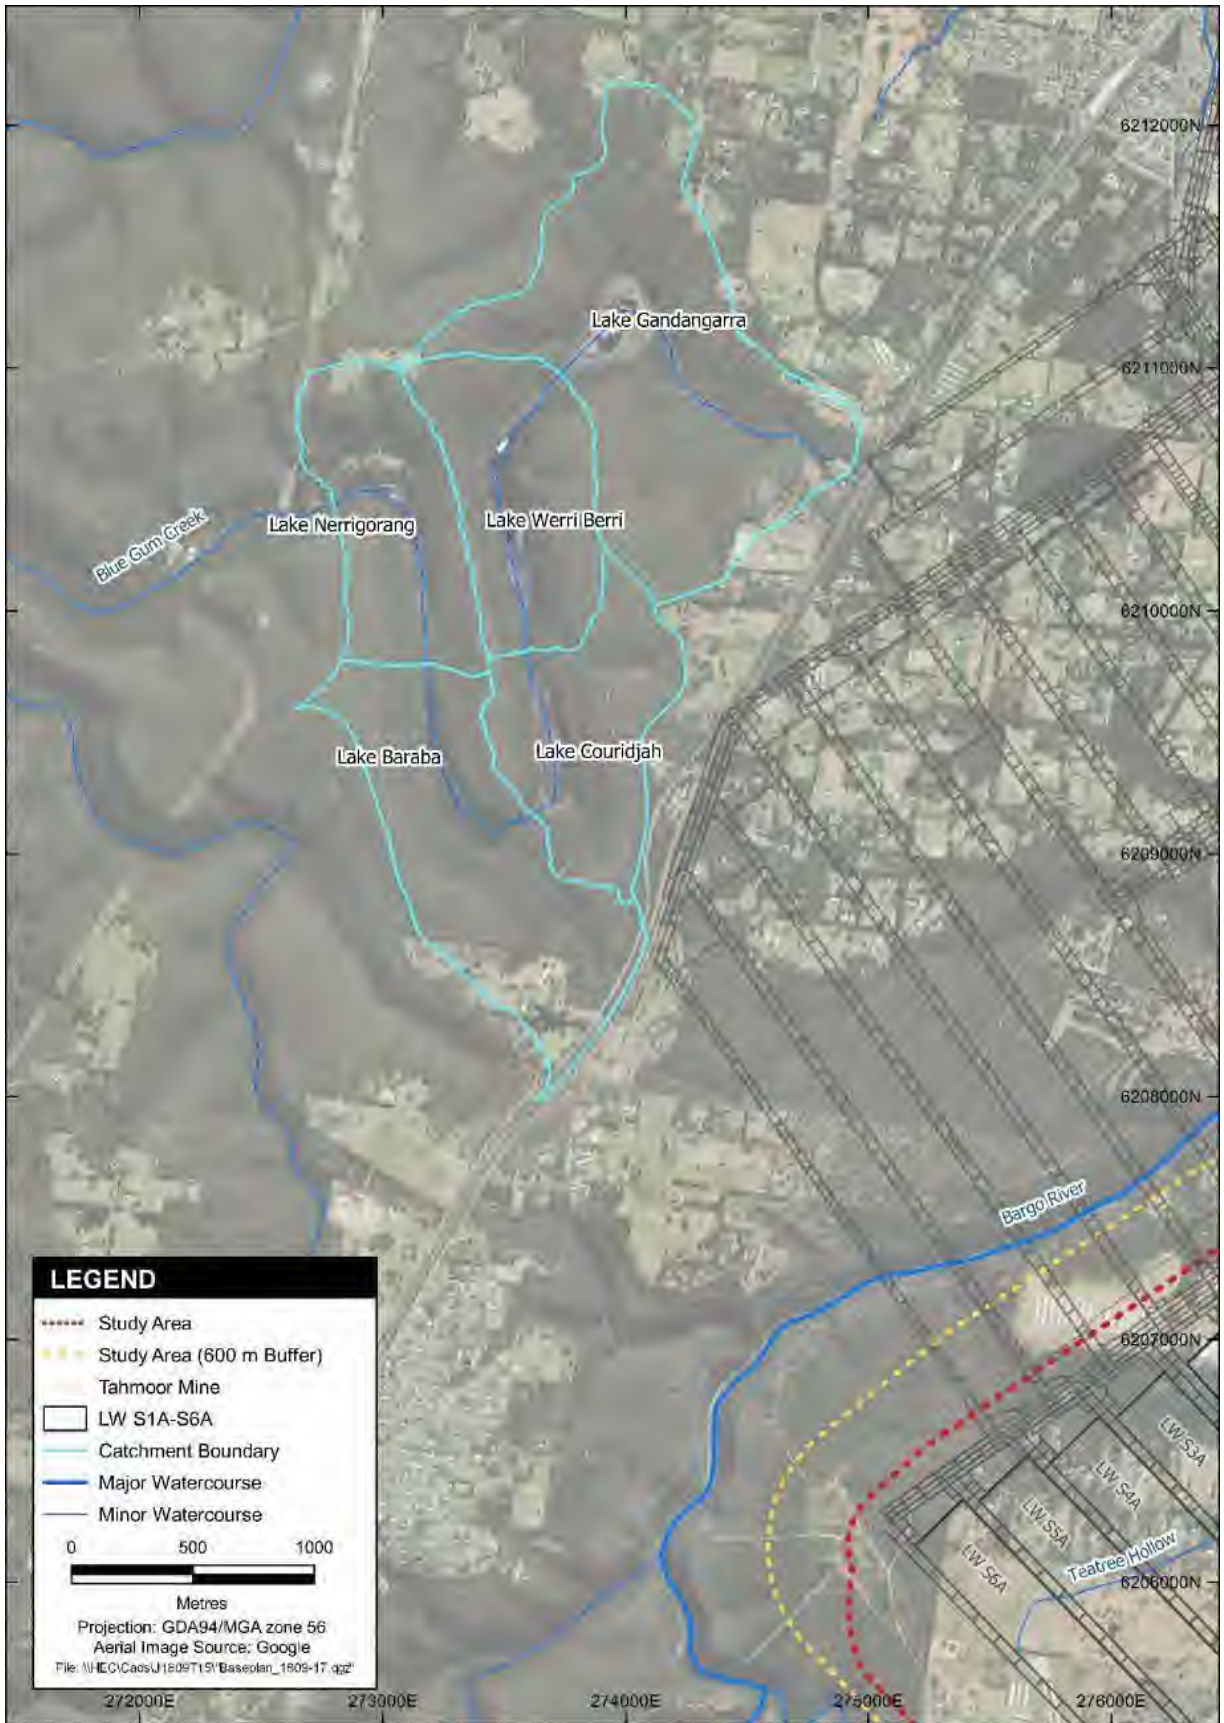 6212000N
Lake Gandangarra
6211000N
Lake Nerrigorang
Lake Werri Berri
Blue Gum Creek
6210000N
Lake Baraba
Lake Couridjah
6209000N
6208000N
Bargo River
6207000N
LW S3A
LW S4A
LW S5A
LW S6A
Teatree Hollow
6206000N
LEGEND
Study Area
Study Area (600 m Buffer)
Tahmoor Mine
LW S1A-S6A
Catchment Boundary
Major Watercourse
Minor Watercourse
0 500 1000
Metres
Projection: GDA94/MGA zone 56
Aerial Image Source: Google
272000E 273000E 274000E 275000E 276000E